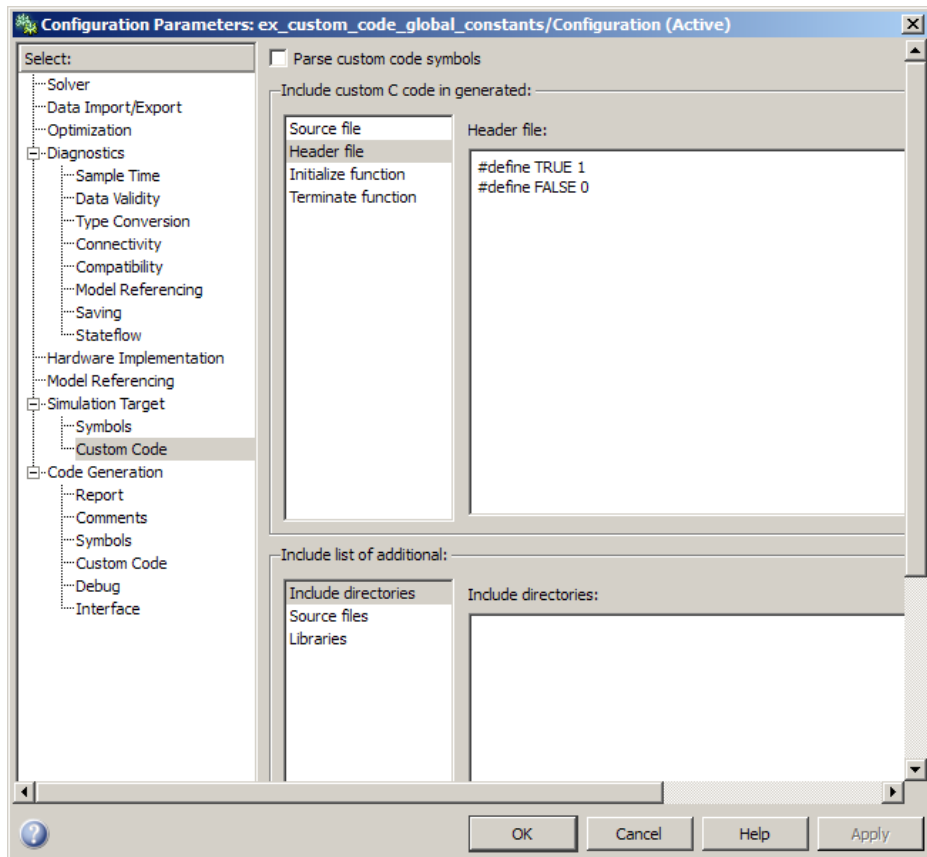 Configuration Parameters: ex_custom_code_global_constants/Configuration (Active)
Select:
Solver
Data Import/Export
Optimization
Diagnostics
Sample Time
Data Validity
Type Conversion
Connectivity
Compatibility
Model Referencing
Saving
Stateflow
Hardware Implementation
Model Referencing
Simulation Target
Symbols
Custom Code
Code Generation
Report
Comments
Symbols
Custom Code
Debug
Interface
Parse custom code symbols
Include custom C code in generated:
Source file
Header file
Initialize function
Terminate function
Header file:
#define TRUE 1
#define FALSE 0
Include list of additional:
Include directories
Source files
Libraries
Include directories:
OK
Cancel
Help
Apply